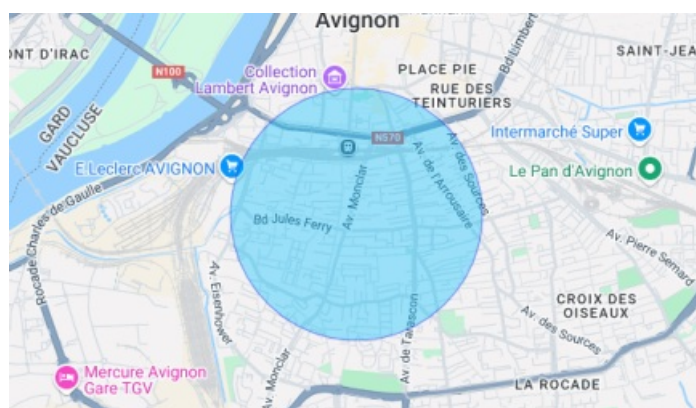 Avignon
ONT D'IRAC
N100
Collection
Lambert Avignon
PLACE PIE
RUE DES
TEINTURIERS
Bd Limbert
SAINT-JEA
GARD
VAUCLUSE
N570
Intermarché Super
E.Leclerc AVIGNON
Le Pan d'Avignon
Av. des Sources
Av. de l'Arrousaire
Av. Monclar
Rocade Charles de Gaulle
Bd Jules Ferry
Av. Pierre Semard
Av. Eisenhower
CROIX DES
OISEAUX
Av. des Sources
Av. de Tarascon
Av. Monclar
Mercure Avignon
Gare TGV
LA ROCADE